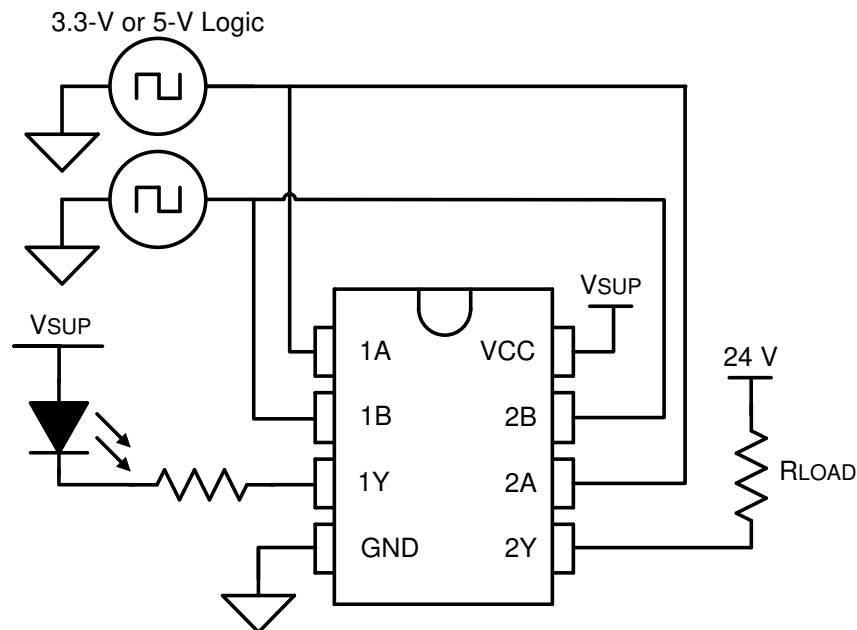 3.3-V or 5-V Logic
VSUP
VSUP
1A
VCC
24 V
1B
2B
1Y
2A
RLOAD
GND
2Y